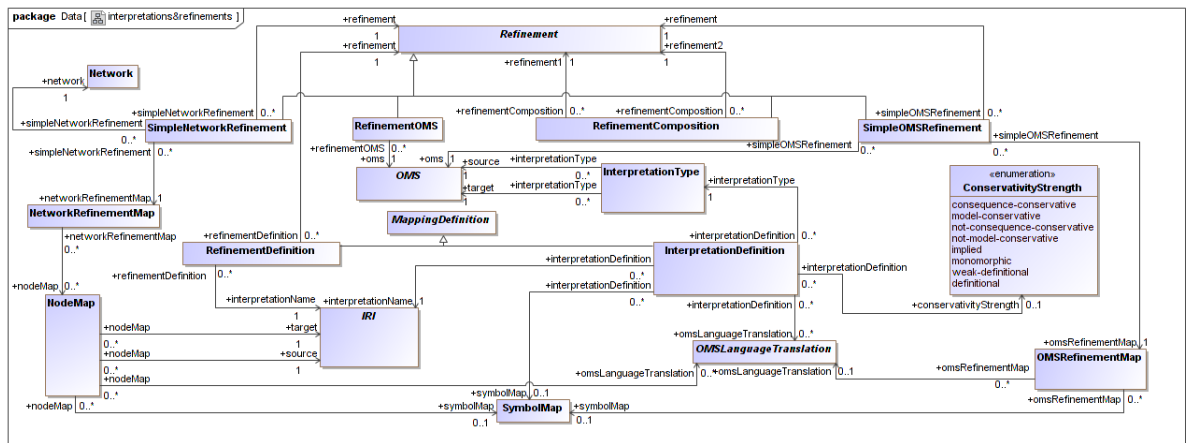 package Data[ interpretations&refinements ]
+refinement
1
Refinement
+refinement
1
+refinement
1
+refinement1
1
+refinement2
1
Network
+network
1
+simpleNetworkRefinement
0..*
+simpleNetworkRefinement
0..*
SimpleNetworkRefinement
+simpleNetworkRefinement
0..*
RefinementOMS
+refinementOMS
0..*
+refinementComposition
0..*
+refinementComposition
0..*
RefinementComposition
0..*
SimpleOMSRefinement
+simpleOMSRefinement
0..*
+simpleOMSRefinement
0..*
+oms
1
+oms
1
OMS
+source
1
+interpretationType
0..*
+target
1
+interpretationType
0..*
InterpretationType
+interpretationType
1
«enumeration»
ConservativityStrength
consequence-conservative
model-conservative
not-consequence-conservative
not-model-conservative
implied
monomorphic
weak-definitional
definitional
+networkRefinementMap
1
NetworkRefinementMap
+networkRefinementMap
0..*
MappingDefinition
+refinementDefinition
0..*
RefinementDefinition
+refinementDefinition
0..*
+interpretationDefinition
0..*
InterpretationDefinition
+interpretationDefinition
0..*
+interpretationDefinition
0..*
+interpretationDefinition
0..*
+interpretationDefinition
0..*
+conservativityStrength
0..1
+nodeMap
0..*
NodeMap
+interpretationName
1
+interpretationName
1
IRI
+nodeMap
0..*
+target
1
+nodeMap
0..*
+source
1
+nodeMap
0..*
+omsLanguageTranslation
0..*
OMSLanguageTranslation
+omsLanguageTranslation
0..*
+omsLanguageTranslation
0..1
+omsRefinementMap
1
OMSRefinementMap
+omsRefinementMap
0..*
+omsRefinementMap
0..*
+nodeMap
0..*
+symbolMap
0..1
+symbolMap
0..1
SymbolMap
+symbolMap
0..1